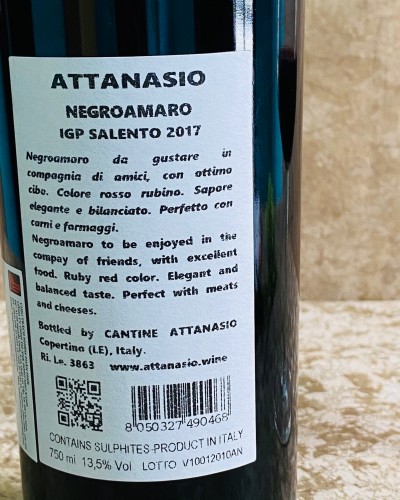 ATTANASIO
NEGROAMARO
IGP SALENTO 2017
Negroamaro da gustare in
compagnia di amici, con ottimo
cibo. Colore rosso rubino. Sapore
elegante e bilanciato. Perfetto con
carni e formaggi.
Negroamaro to be enjoyed in the
compay of friends, with excellent
food. Ruby red color. Elegant and
balanced taste. Perfect with meats
and cheeses.
Bottled by CANTINE ATTANASIO
Copertino (LE), Italy.
Ri. Le. 3863 www.attanasio.wine
8 050327 490468
CONTAINS SULPHITES-PRODUCT IN ITALY
750 ml 13,5% Vol LOTTO V10012010AN